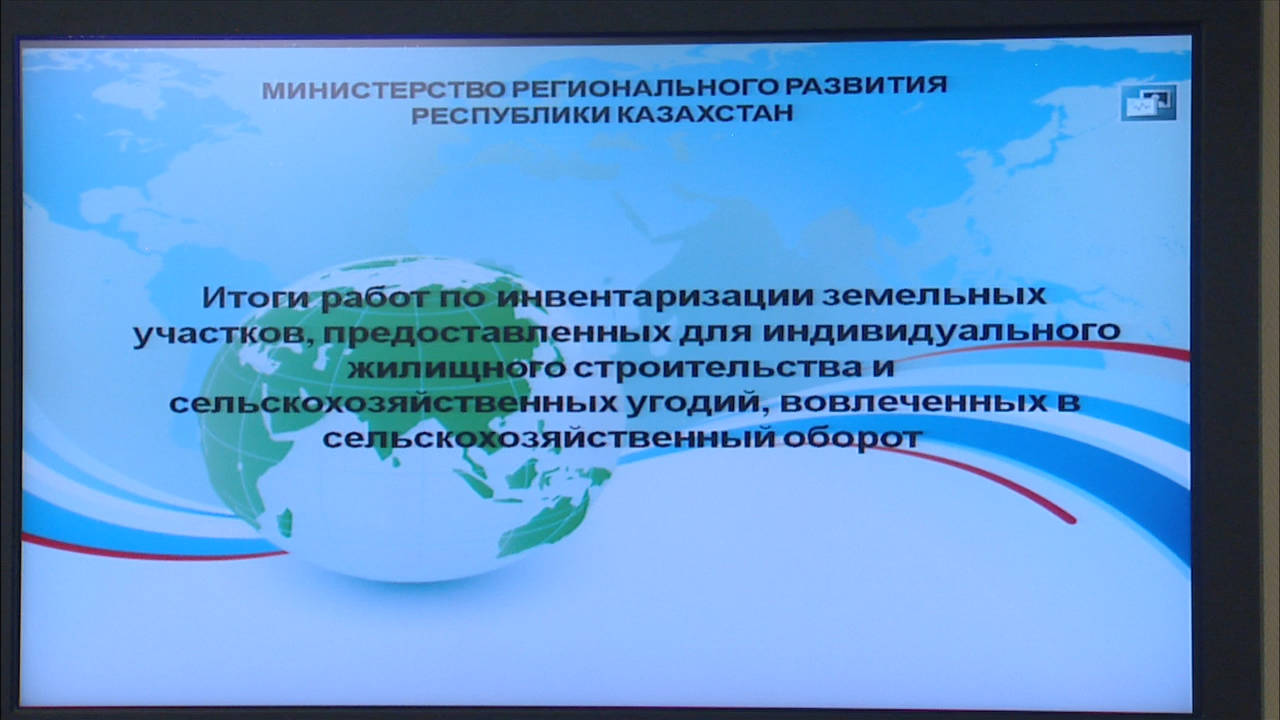 МИНИСТЕРСТВО РЕГИОНАЛЬНОГО РАЗВИТИЯ
РЕСПУБЛИКИ КАЗАХСТАН
Итоги работ по инвентаризации земельных
участков, предоставленных для индивидуального
жилищного строительства и
сельскохозяйственных угодий, вовлеченных в
сельскохозяйственный оборот